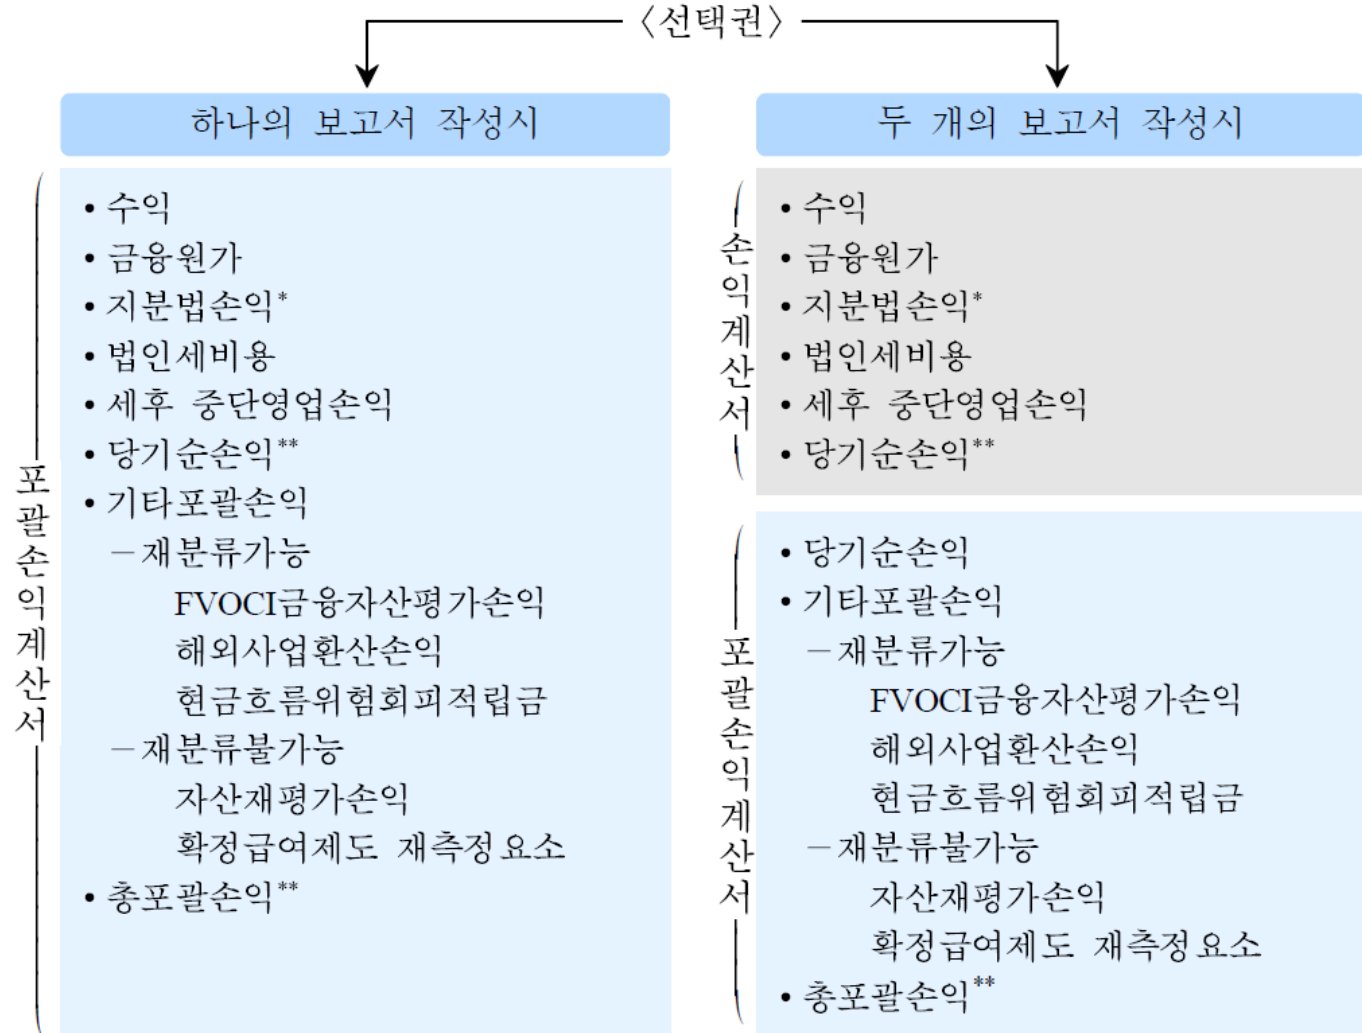 〈선택권〉
하나의 보고서 작성시
포괄손익계산서
• 수익
• 금융원가
• 지분법손익*
• 법인세비용
• 세후 중단영업손익
• 당기순손익**
• 기타포괄손익
－재분류가능
FVOCI금융자산평가손익
해외사업환산손익
현금흐름위험회피적립금
－재분류불가능
자산재평가손익
확정급여제도 재측정요소
• 총포괄손익**
두 개의 보고서 작성시
손익계산서
• 수익
• 금융원가
• 지분법손익*
• 법인세비용
• 세후 중단영업손익
• 당기순손익**
포괄손익계산서
• 당기순손익
• 기타포괄손익
－재분류가능
FVOCI금융자산평가손익
해외사업환산손익
현금흐름위험회피적립금
－재분류불가능
자산재평가손익
확정급여제도 재측정요소
• 총포괄손익**